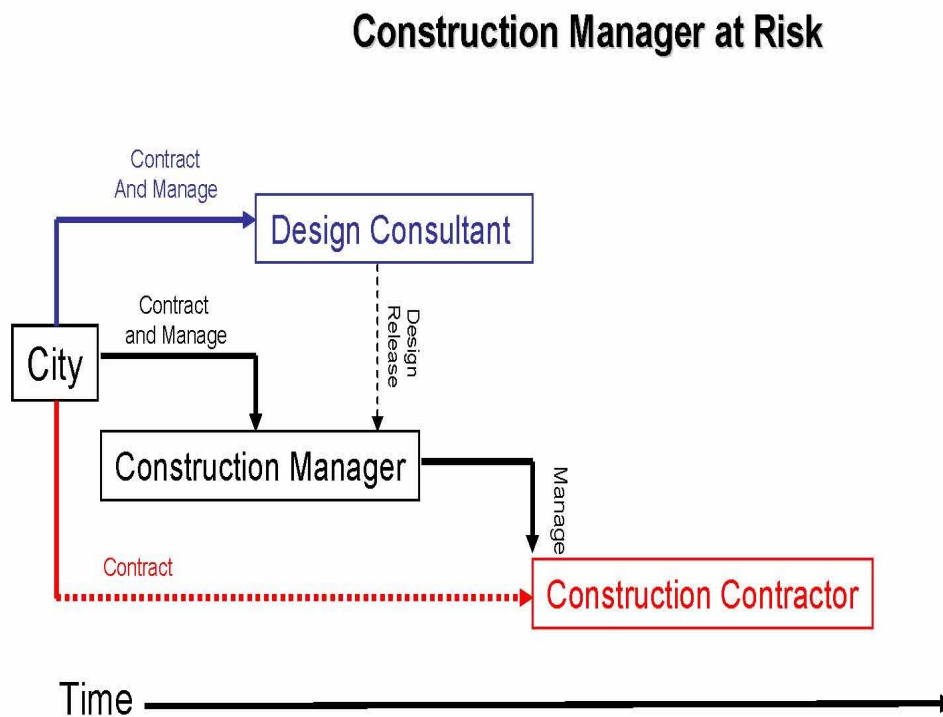 Construction Manager at Risk
Contract
And Manage
Design Consultant
Contract
and Manage
Design
Release
City
Construction Manager
Manage
Contract
Construction Contractor
Time